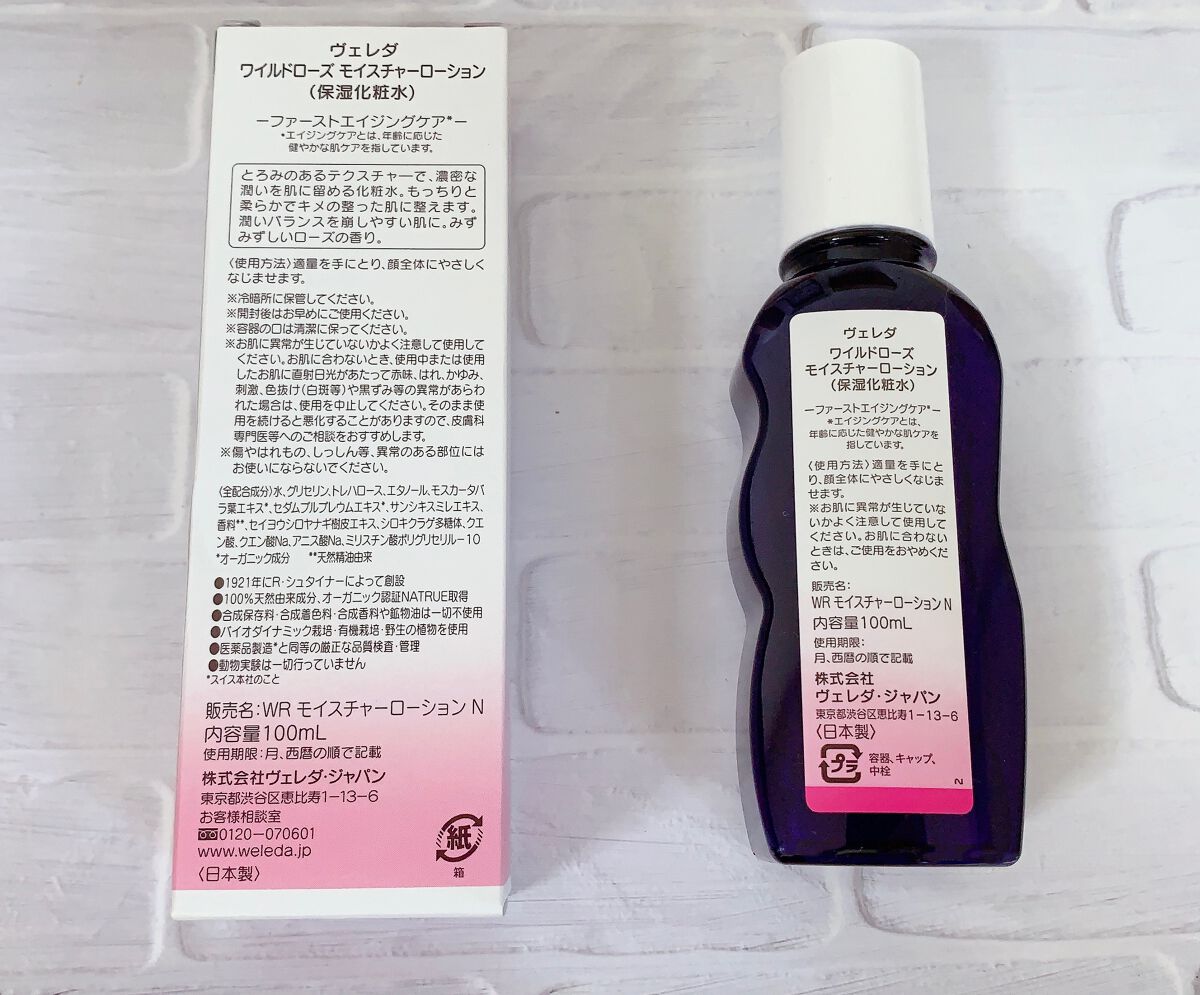 ヴェレダ
ワイルドローズ モイスチャーローション
(保湿化粧水)
ーファーストエイジングケア*ー
*エイジングケアとは、年齢に応じた
健やかな肌ケアを指しています。
とろみのあるテクスチャーで、濃密な
潤いを肌に留める化粧水。もっちりと
柔らかでキメの整った肌に整えます。
潤いバランスを崩しやすい肌に。みず
みずしいローズの香り。
〈使用方法〉適量を手にとり、顔全体にやさしく
なじませます。
※冷暗所に保管してください。
※開封後はお早めにご使用ください。
※容器の口は清潔に保ってください。
※お肌に異常が生じていないかよく注意して使用して
ください。お肌に合わないとき、使用中または使用
したお肌に直射日光があたって赤味、はれ、かゆみ、
刺激、色抜け(白斑等)や黒ずみ等の異常があらわ
れた場合は、使用を中止してください。そのまま使
用を続けると悪化することがありますので、皮膚科
専門医等へのご相談をおすすめします。
※傷やはれもの、しっしん等、異常のある部位には
お使いにならないでください。
〈全配合成分〉水、グリセリン、トレハロース、エタノール、モスカータバ
ラ葉エキス*、セダムプルプレウムエキス*、サンシキスミレエキス、
香料**、セイヨウシロヤナギ樹皮エキス、シロキクラゲ多糖体、クエ
ン酸、クエン酸Na、アニス酸Na、ミリスチン酸ポリグリセリル－10
*オーガニック成分 **天然精油由来
●1921年にR・シュタイナーによって創設
●100%天然由来成分、オーガニック認証NATRUE取得
●合成保存料・合成着色料・合成香料や鉱物油は一切不使用
●バイオダイナミック栽培・有機栽培・野生の植物を使用
●医薬品製造*と同等の厳正な品質検査・管理
●動物実験は一切行っていません
*スイス本社のこと
販売名：WR モイスチャーローション N
内容量100mL
使用期限：月、西暦の順で記載
株式会社ヴェレダ・ジャパン
東京都渋谷区恵比寿1－13－6
お客様相談室
0120－070601
www.weleda.jp
〈日本製〉
紙
箱
ヴェレダ
ワイルドローズ
モイスチャーローション
(保湿化粧水)
ーファーストエイジングケア*ー
*エイジングケアとは、
年齢に応じた健やかな肌ケアを
指しています。
〈使用方法〉適量を手にと
り、顔全体にやさしくなじま
せます。
※お肌に異常が生じていな
いかよく注意して使用して
ください。お肌に合わない
ときは、ご使用をおやめくだ
さい。
販売名：
WR モイスチャーローション N
内容量100mL
使用期限：
月、西暦の順で記載
株式会社
ヴェレダ・ジャパン
東京都渋谷区恵比寿1－13－6
〈日本製〉
プラ
容器、キャップ、
中栓
N